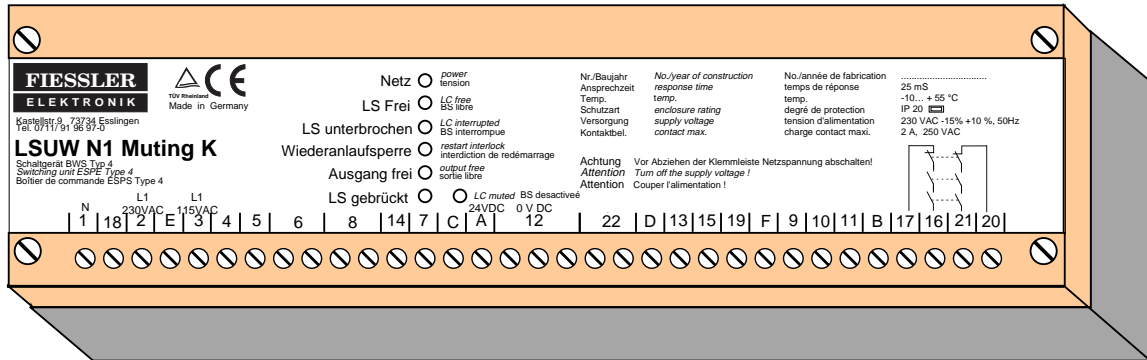 FIESSLER
ELEKTRONIK
TÜV Rheinland
Made in Germany
Kastellstr.9 73734 Esslingen
Tel. 0711/ 91 96 97-0
LSUW N1 Muting K
Schaltgerät BWS Typ 4
Switching unit ESPE Type 4
Boîtier de commande ESPS Type 4
Netz power
tension
LS Frei LC free
BS libre
LS unterbrochen LC interrupted
BS interrompue
Wiederanlaufsperre restart interlock
interdiction de redémarrage
Ausgang frei output free
sortie libre
LS gebrückt LC muted BS desactiveé
Nr./Baujahr No./year of construction No./année de fabrication ................................
Ansprechzeit response time temps de réponse 25 mS
Temp. temp. temp. -10... + 55 °C
Schutzart enclosure rating degré de protection IP 20
Versorgung supply voltage tension d'alimentation 230 VAC -15% +10 %, 50Hz
Kontaktbel. contact max. charge contact maxi. 2 A, 250 VAC
Achtung Vor Abziehen der Klemmleiste Netzspannung abschalten!
Attention Turn off the supply voltage !
Attention Couper l'alimentation !
N L1 L1 24VDC 0 V DC
230VAC 115VAC
1 18 2 E 3 4 5 6 8 14 7 C A 12 22 D 13 15 19 F 9 10 11 B 17 16 21 20